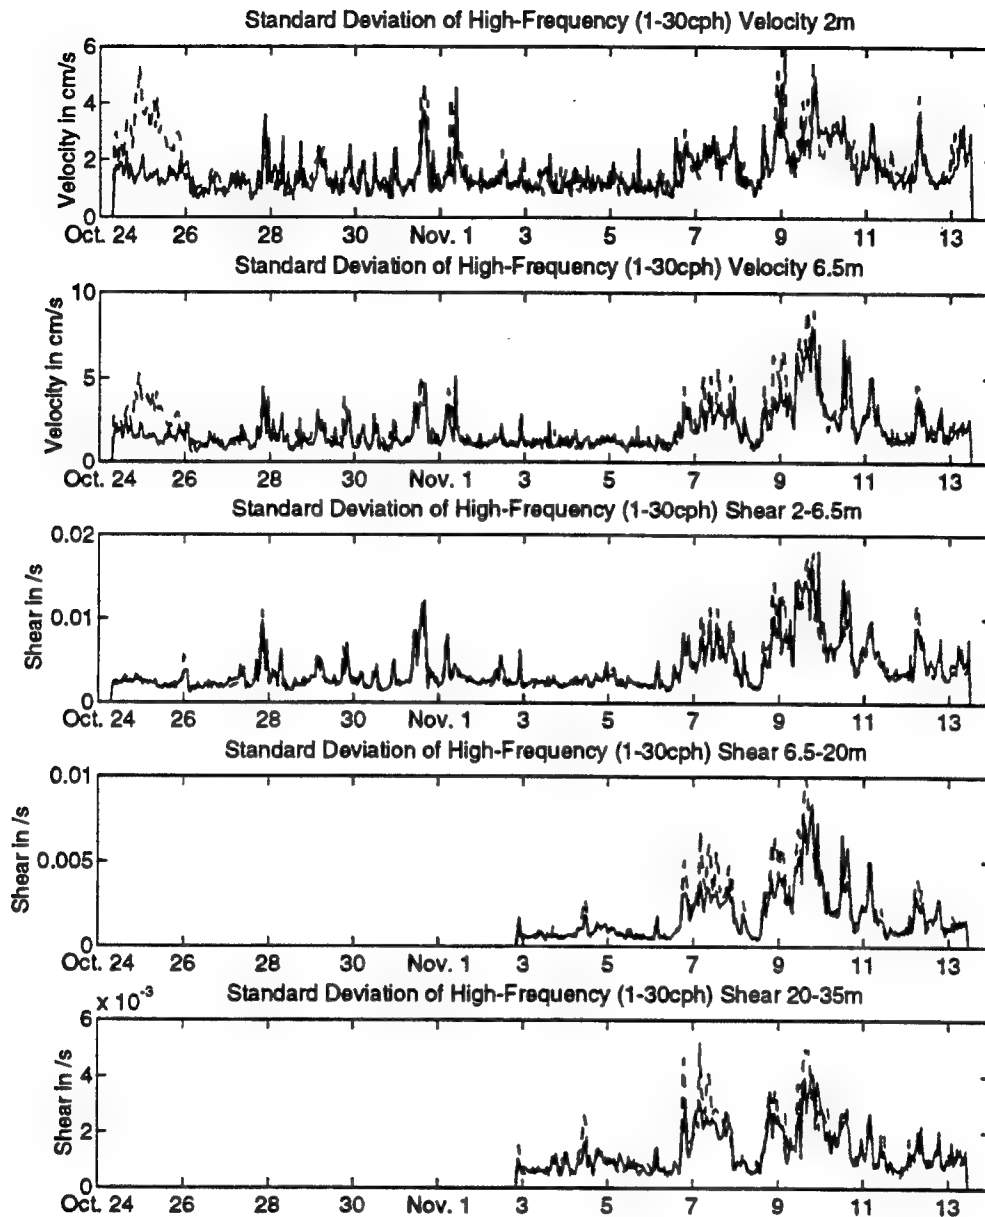 Standard Deviation of High-Frequency (1-30cph) Velocity 2m
Velocity in cm/s
6
4
2
0
Oct. 24 26 28 30 Nov. 1 3 5 7 9 11 13
Standard Deviation of High-Frequency (1-30cph) Velocity 6.5m
Velocity in cm/s
10
5
0
Oct. 24 26 28 30 Nov. 1 3 5 7 9 11 13
Standard Deviation of High-Frequency (1-30cph) Shear 2-6.5m
Shear in /s
0.02
0.01
0
Oct. 24 26 28 30 Nov. 1 3 5 7 9 11 13
Standard Deviation of High-Frequency (1-30cph) Shear 6.5-20m
Shear in /s
0.01
0.005
0
Oct. 24 26 28 30 Nov. 1 3 5 7 9 11 13
x 10⁻³ Standard Deviation of High-Frequency (1-30cph) Shear 20-35m
Shear in /s
6
4
2
0
Oct. 24 26 28 30 Nov. 1 3 5 7 9 11 13